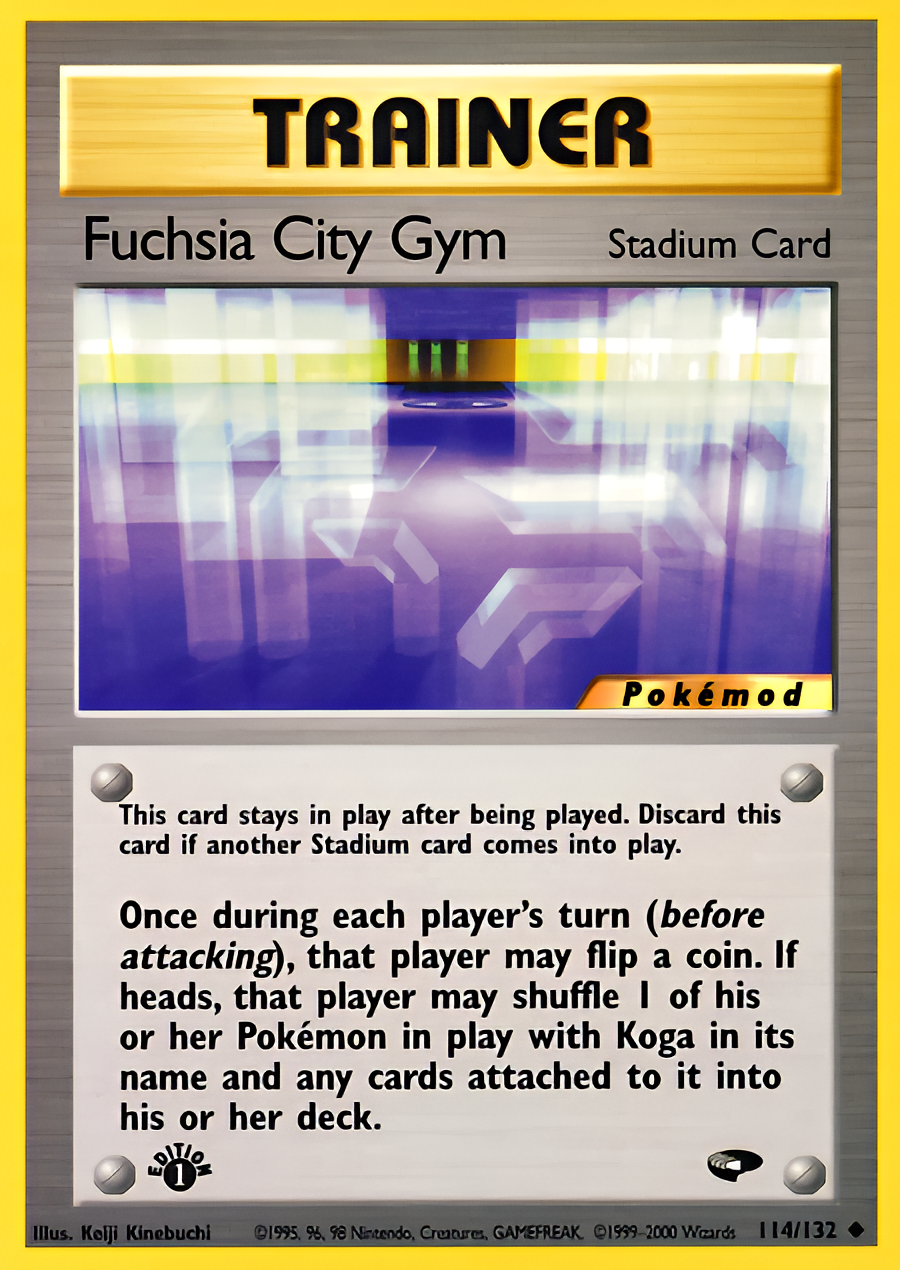 TRAINER
Fuchsia City Gym
Stadium Card
Pokémod
This card stays in play after being played. Discard this
card if another Stadium card comes into play.
Once during each player's turn (before
attacking), that player may flip a coin. If
heads, that player may shuffle 1 of his
or her Pokémon in play with Koga in its
name and any cards attached to it into
his or her deck.
EDITION
1
Illus. Keiji Kinebuchi ©1995, 96, 98 Nintendo, Creatures, GAMEFREAK. ©1999-2000 Wizards 114/132